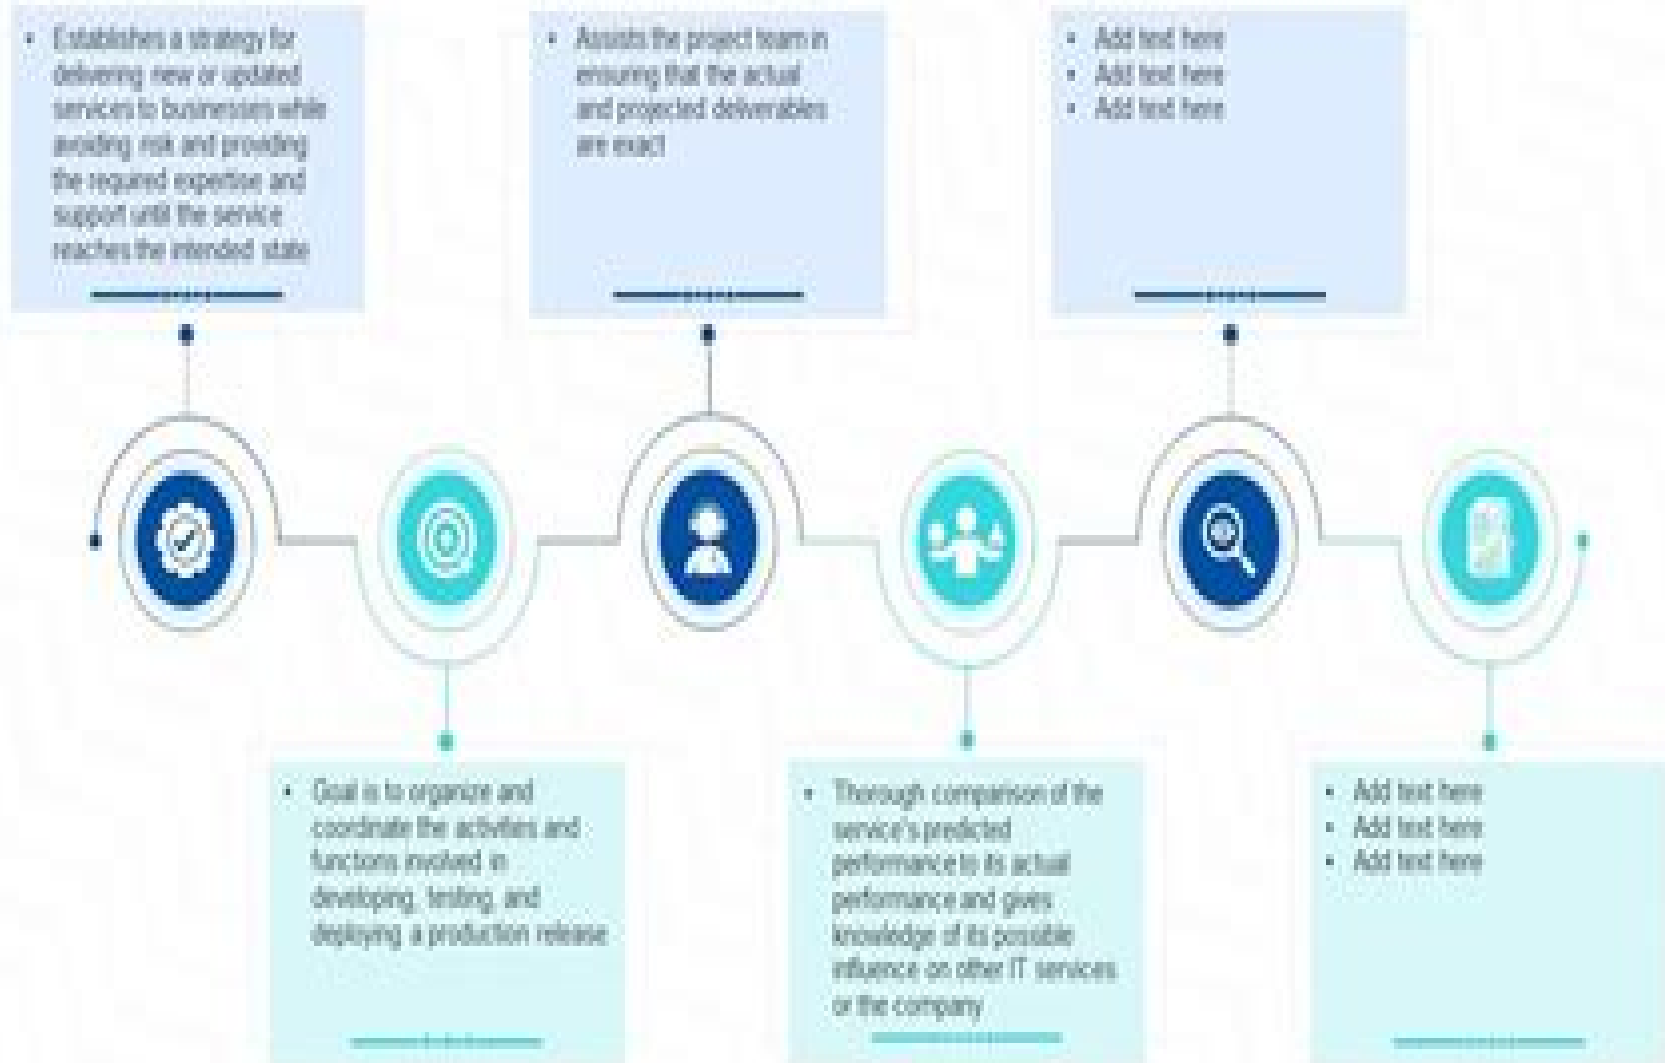 • Establishes a strategy for
delivering new or updated
services to businesses while
avoiding risk and providing
the required expertise and
support until the service
reaches the intended state
• Assists the project team in
ensuring that the actual
and projected deliverables
are exact
• Add text here
• Add text here
• Add text here
• Goal is to organize and
coordinate the activities and
functions involved in
developing, testing, and
deploying a production release
• Thorough comparison of the
service's predicted
performance to its actual
performance and gives
knowledge of its possible
influence on other IT services
or the company
• Add text here
• Add text here
• Add text here